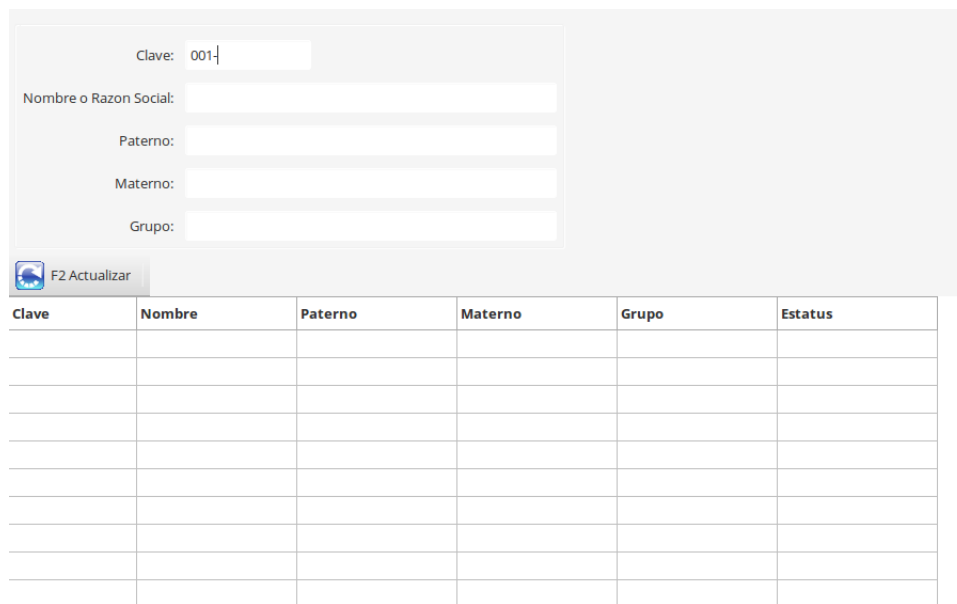 Clave: 001-
Nombre o Razon Social:
Paterno:
Materno:
Grupo:
F2 Actualizar
Clave Nombre Paterno Materno Grupo Estatus